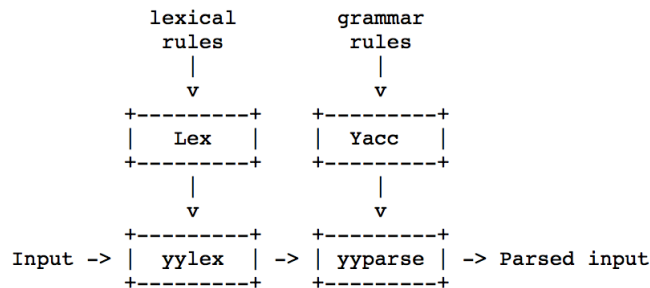 lexical grammar
rules rules
| |
v v
+---------+ +---------+
| Lex | | Yacc |
+---------+ +---------+
| |
v v
+---------+ +---------+
Input -> | yylex | -> | yyparse | -> Parsed input
+---------+ +---------+